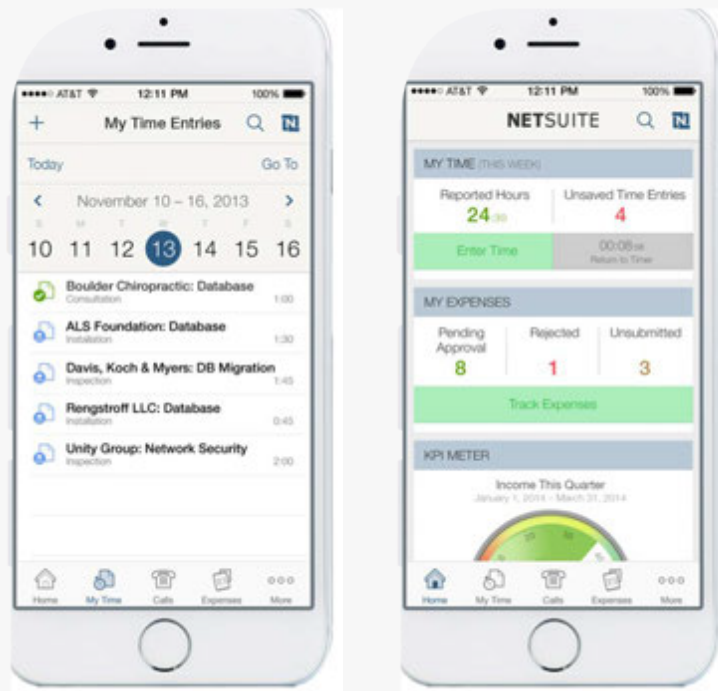 AT&T 12:11 PM 100%
My Time Entries
Today Go To
November 10 – 16, 2013
S M T W T F S
10 11 12 13 14 15 16
Boulder Chiropractic: Database
Consultation 1:00
ALS Foundation: Database
Installation 1:30
Davis, Koch & Myers: DB Migration
Inspection 1:45
Rengstroff LLC: Database
Installation 0:45
Unity Group: Network Security
Inspection 2:00
Home My Time Calls Expenses More
AT&T 12:11 PM 100%
NETSUITE
MY TIME (THIS WEEK)
Reported Hours Unsaved Time Entries
24 4
Enter Time 00:08
Return to Timer
MY EXPENSES
Pending Approval Rejected Unsubmitted
8 1 3
Track Expenses
KPI METER
Income This Quarter
January 1, 2014 - March 31, 2014
Home My Time Calls Expenses More